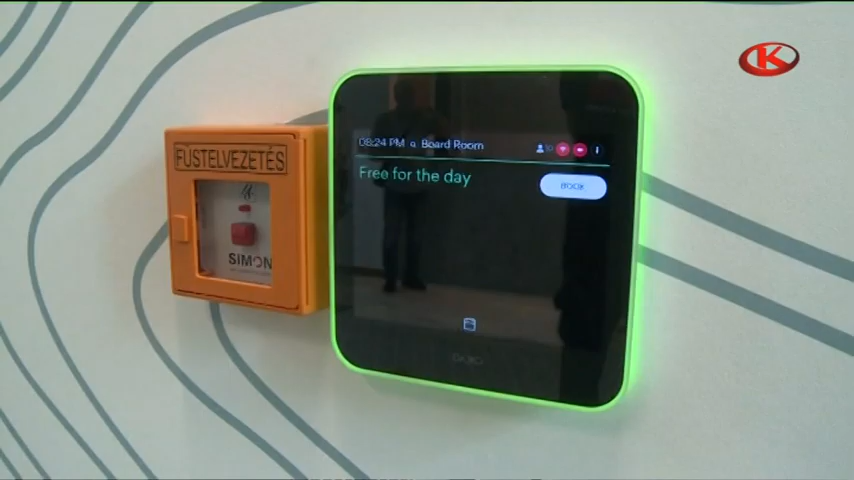 FÜSTELVEZETÉS
SIMON
08:24 PM Board Room
Free for the day
BOOK
K